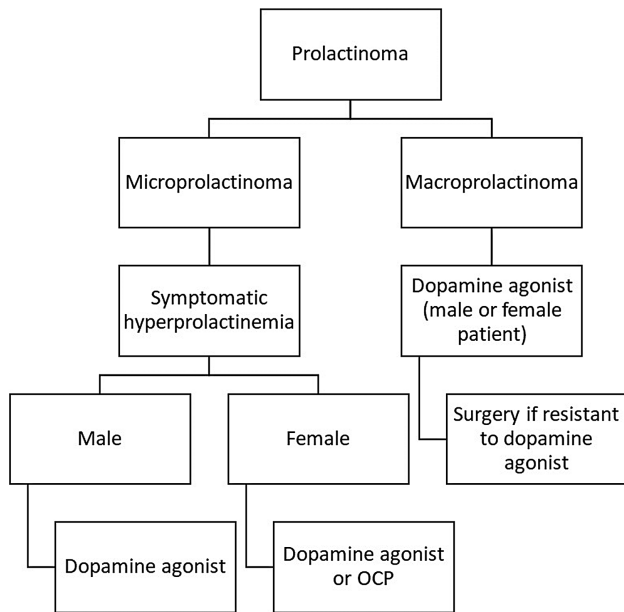 Prolactinoma
Microprolactinoma
Macroprolactinoma
Symptomatic
hyperprolactinemia
Dopamine agonist
(male or female
patient)
Male
Female
Surgery if resistant
to dopamine
agonist
Dopamine agonist
Dopamine agonist
or OCP